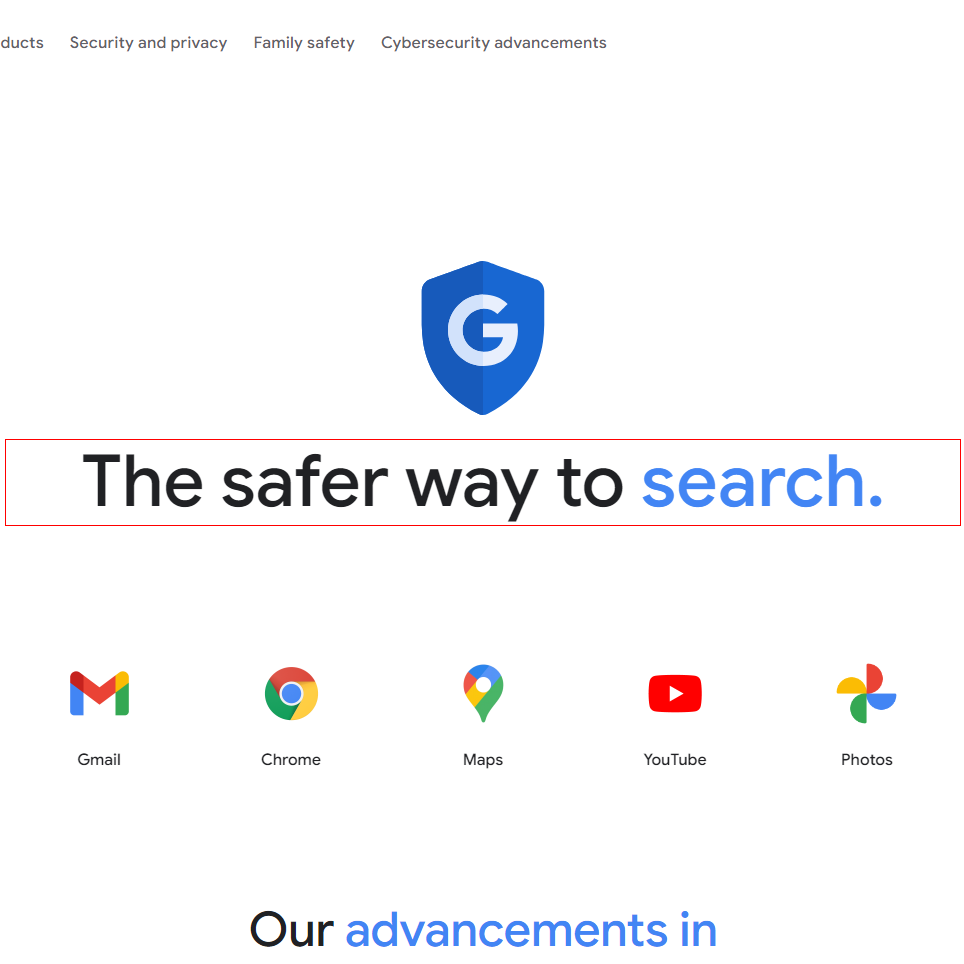 ducts Security and privacy Family safety Cybersecurity advancements
G
The safer way to search.
Gmail Chrome Maps YouTube Photos
Our advancements in